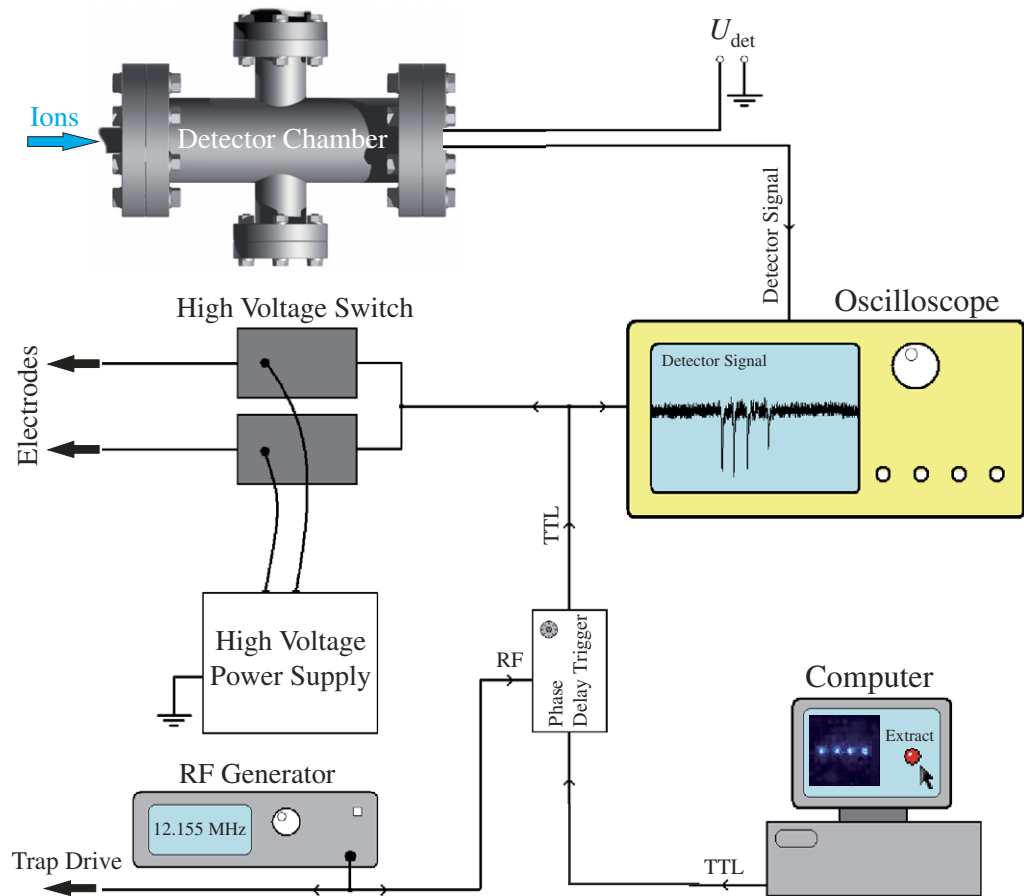 U_det
Ions
Detector Chamber
Detector Signal
High Voltage Switch
Oscilloscope
Detector Signal
Electrodes
TTL
High Voltage
Power Supply
RF
Phase
Delay Trigger
Computer
Extract
RF Generator
12.155 MHz
Trap Drive
TTL